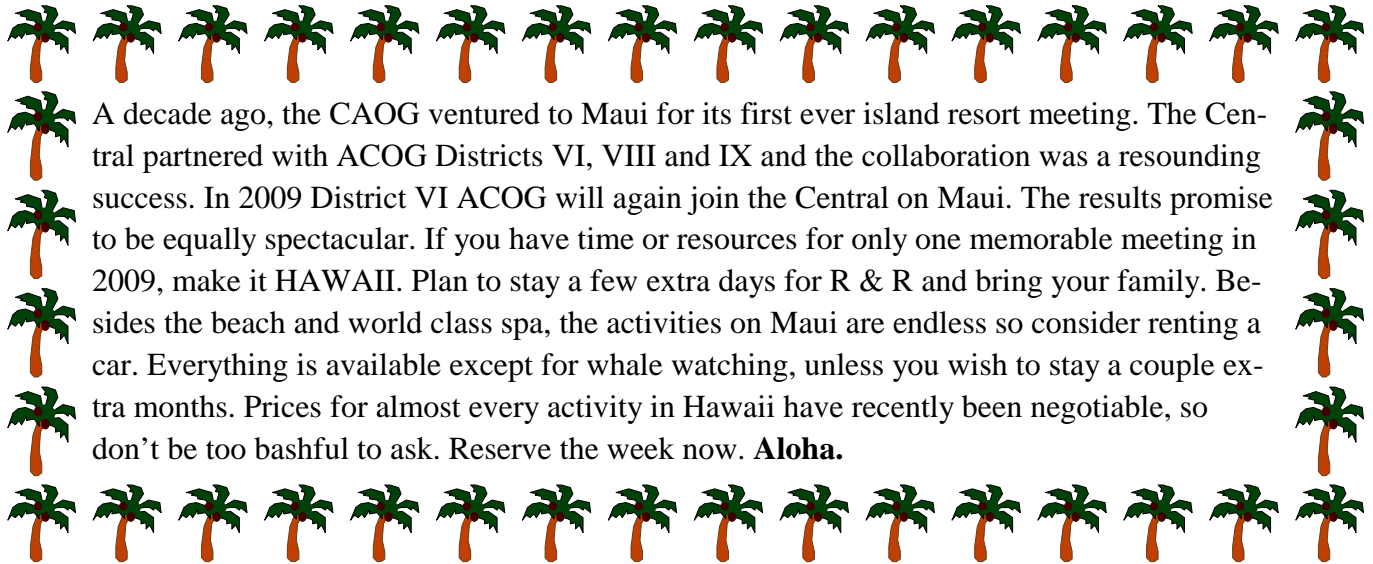 A decade ago, the CAOG ventured to Maui for its first ever island resort meeting. The Cen-
tral partnered with ACOG Districts VI, VIII and IX and the collaboration was a resounding
success. In 2009 District VI ACOG will again join the Central on Maui. The results promise
to be equally spectacular. If you have time or resources for only one memorable meeting in
2009, make it HAWAII. Plan to stay a few extra days for R & R and bring your family. Be-
sides the beach and world class spa, the activities on Maui are endless so consider renting a
car. Everything is available except for whale watching, unless you wish to stay a couple ex-
tra months. Prices for almost every activity in Hawaii have recently been negotiable, so
don’t be too bashful to ask. Reserve the week now. Aloha.